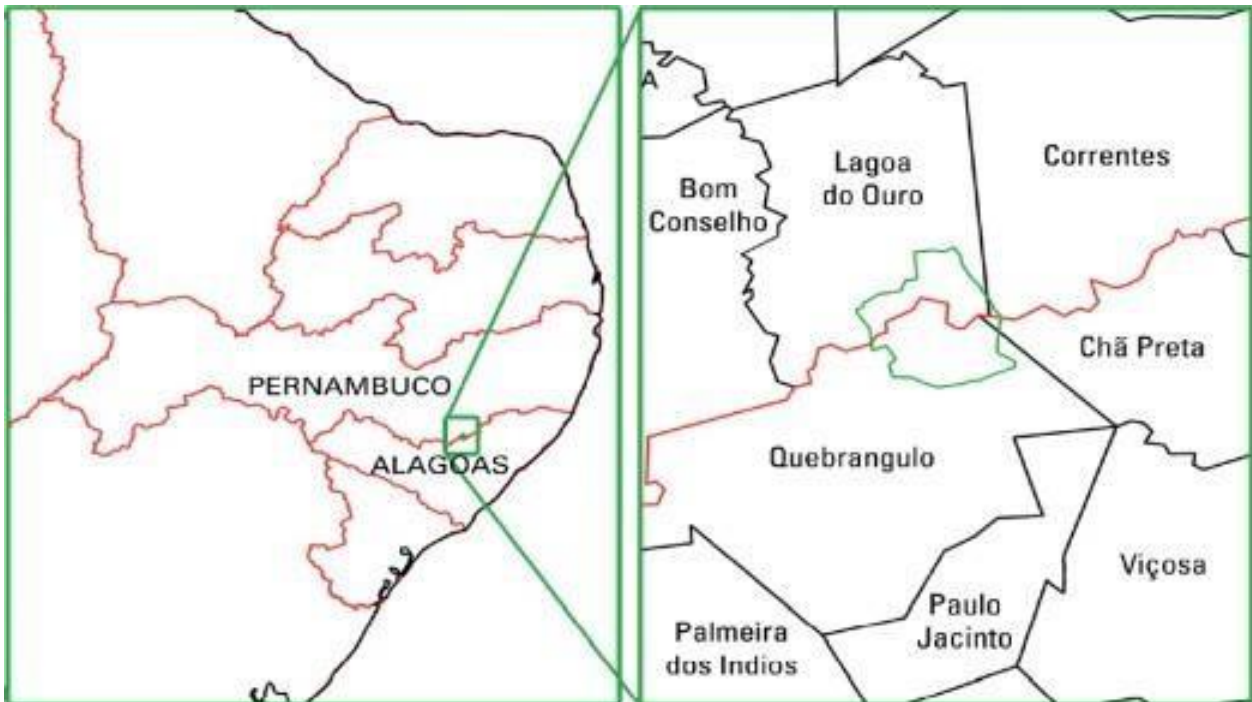 PERNAMBUCO
ALAGOAS
A
Bom
Conselho
Lagoa
do Ouro
Correntes
Chã Preta
Quebrangulo
Viçosa
Paulo
Jacinto
Palmeira
dos Indios